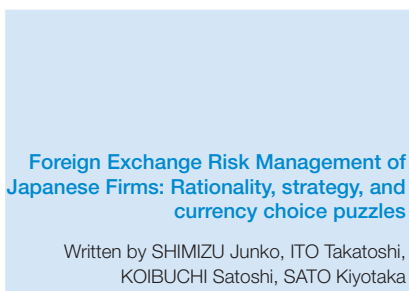 Foreign Exchange Risk Management of
Japanese Firms: Rationality, strategy, and
currency choice puzzles
Written by SHIMIZU Junko, ITO Takatoshi,
KOIBUCHI Satoshi, SATO Kiyotaka